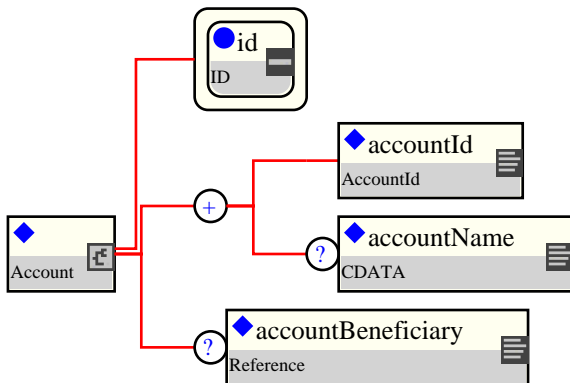 id
ID
accountId
AccountId
+
accountName
?
CDATA
Account
accountBeneficiary
?
Reference